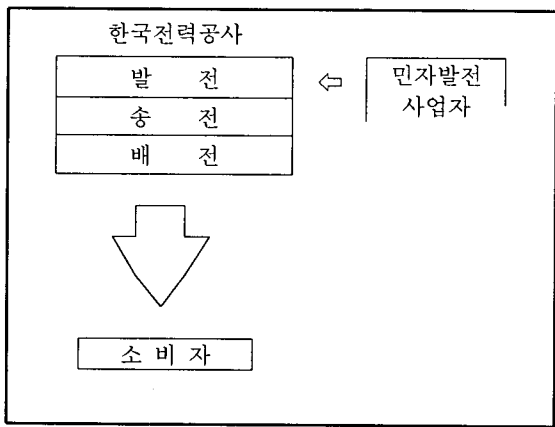 한국전력공사
발 전
송 전
배 전
민자발전
사업자
소 비 자